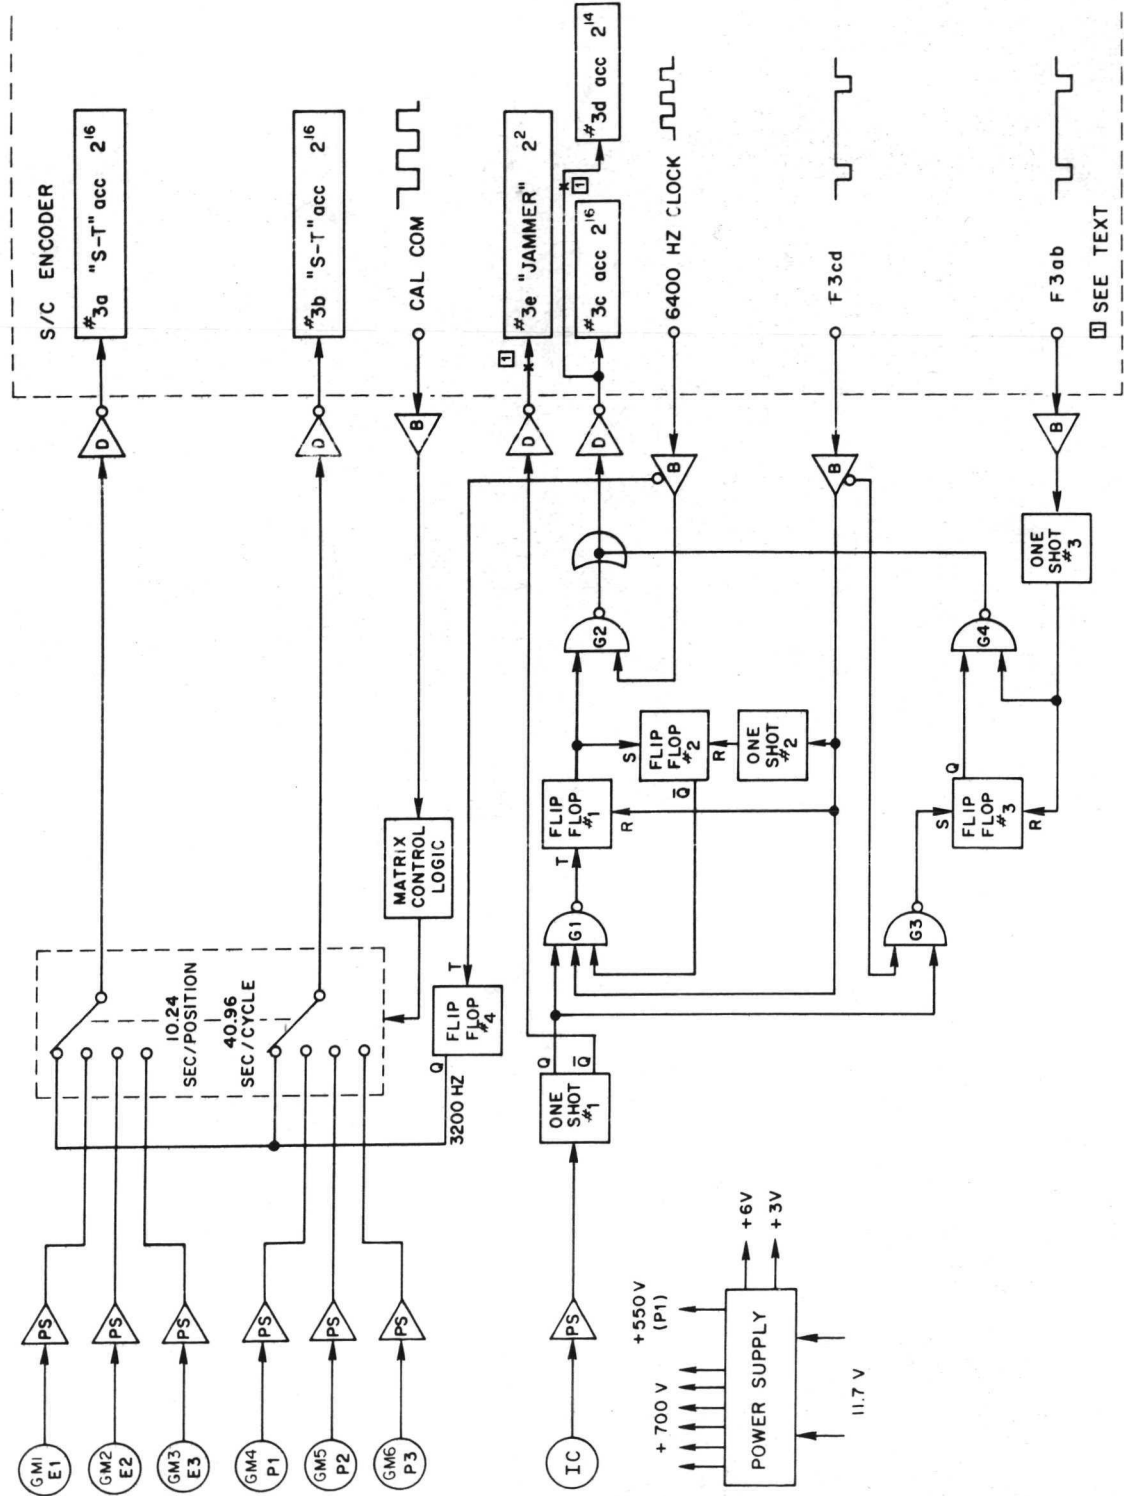 S/C ENCODER
#3a "S-T" acc 2^16
#3b "S-T" acc 2^16
CAL COM
#3e "JAMMER" 2^2
1
#3d acc 2^14
1
#3c acc 2^16
6400 HZ CLOCK
F3cd
F3ab
1 SEE TEXT
D
D
B
D
D
B
B
B
ONE
SHOT
#3
G2
G4
FLIP
FLOP
#1
T
R
FLIP
FLOP
#2
S
R
Q̅
ONE
SHOT
#2
FLIP
FLOP
#3
Q
S
R
MATRIX
CONTROL
LOGIC
G1
G3
10.24
SEC/POSITION
40.96
SEC/CYCLE
T
FLIP
FLOP
#4
Q
3200 HZ
Q
Q̅
ONE
SHOT
#1
PS
PS
PS
PS
PS
PS
PS
GM1
E1
GM2
E2
GM3
E3
GM4
P1
GM5
P2
GM6
P3
IC
+700 V
+550V
(P1)
+6V
+3V
POWER SUPPLY
11.7 V